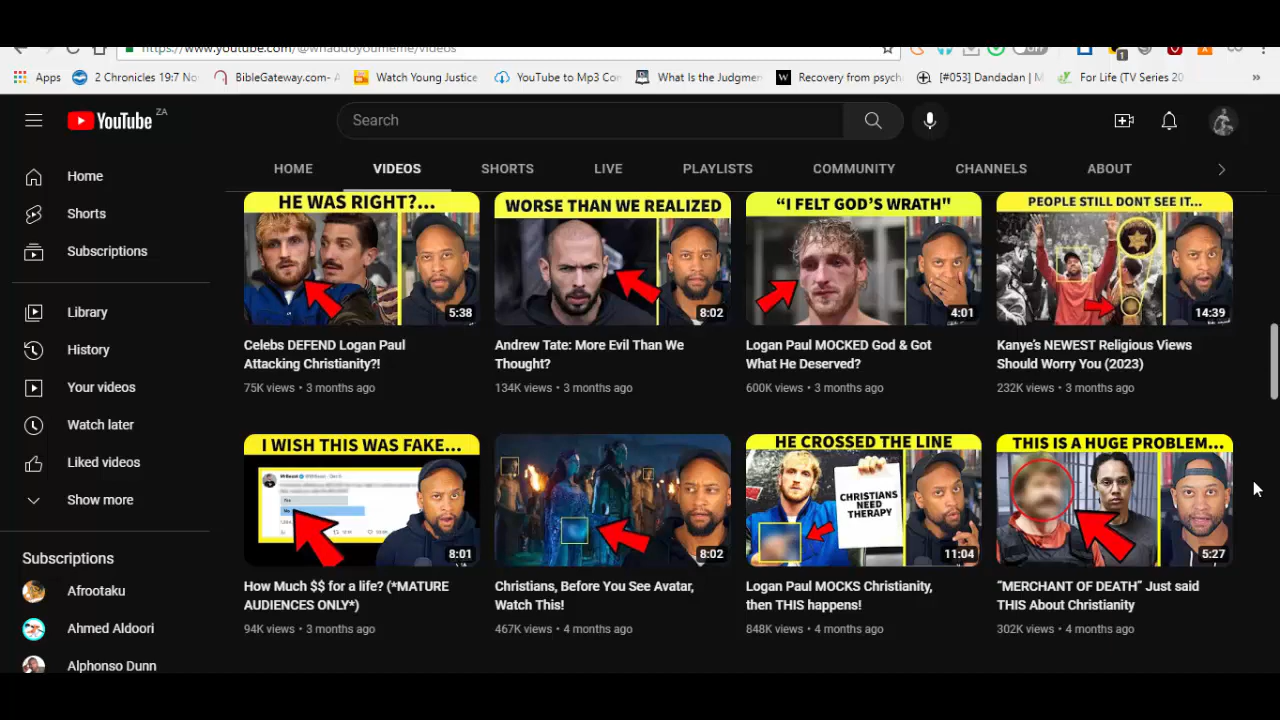 https://www.youtube.com/@whaddoyoumeme/videos
1
Apps
2 Chronicles 19:7 No
BibleGateway.com- A
Watch Young Justice
YouTube to Mp3 Con
What Is the Judgmen
Recovery from psych
[#053] Dandadan | M
For Life (TV Series 20
»
YouTube ZA
Search
HOME VIDEOS SHORTS LIVE PLAYLISTS COMMUNITY CHANNELS ABOUT
Home
Shorts
Subscriptions
Library
History
Your videos
Watch later
Liked videos
Show more
Subscriptions
Afrootaku
Ahmed Aldoori
Alphonso Dunn
HE WAS RIGHT?...
5:38
Celebs DEFEND Logan Paul
Attacking Christianity?!
75K views • 3 months ago
WORSE THAN WE REALIZED
8:02
Andrew Tate: More Evil Than We
Thought?
134K views • 3 months ago
“I FELT GOD’S WRATH"
4:01
Logan Paul MOCKED God & Got
What He Deserved?
600K views • 3 months ago
PEOPLE STILL DONT SEE IT...
14:39
Kanye’s NEWEST Religious Views
Should Worry You (2023)
232K views • 3 months ago
I WISH THIS WAS FAKE...
Yes
No
8:01
How Much $$ for a life? (*MATURE
AUDIENCES ONLY*)
94K views • 3 months ago
8:02
Christians, Before You See Avatar,
Watch This!
467K views • 4 months ago
HE CROSSED THE LINE
CHRISTIANS
NEED
THERAPY
11:04
Logan Paul MOCKS Christianity,
then THIS happens!
848K views • 4 months ago
THIS IS A HUGE PROBLEM...
5:27
“MERCHANT OF DEATH” Just said
THIS About Christianity
302K views • 4 months ago